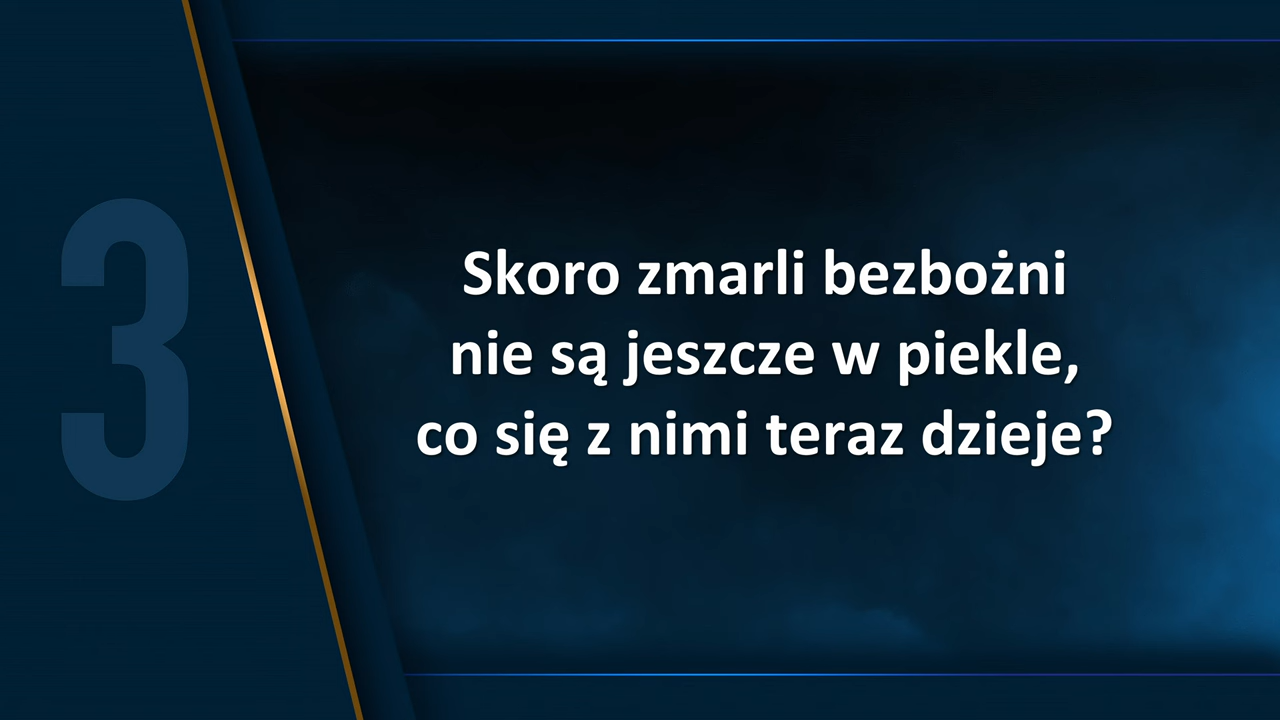 3
Skoro zmarli bezbożni
nie są jeszcze w piekle,
co się z nimi teraz dzieje?